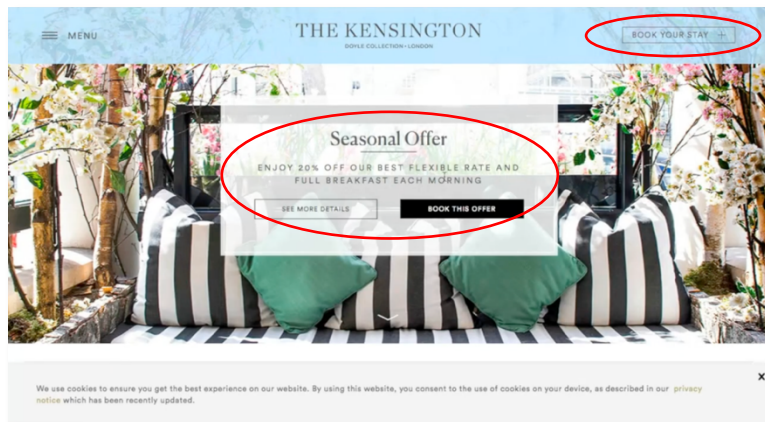 MENU
THE KENSINGTON
DOYLE COLLECTION · LONDON
BOOK YOUR STAY +
Seasonal Offer
ENJOY 20% OFF OUR BEST FLEXIBLE RATE AND
FULL BREAKFAST EACH MORNING
SEE MORE DETAILS
BOOK THIS OFFER
We use cookies to ensure you get the best experience on our website. By using this website, you consent to the use of cookies on your device, as described in our privacy
notice which has been recently updated.
x